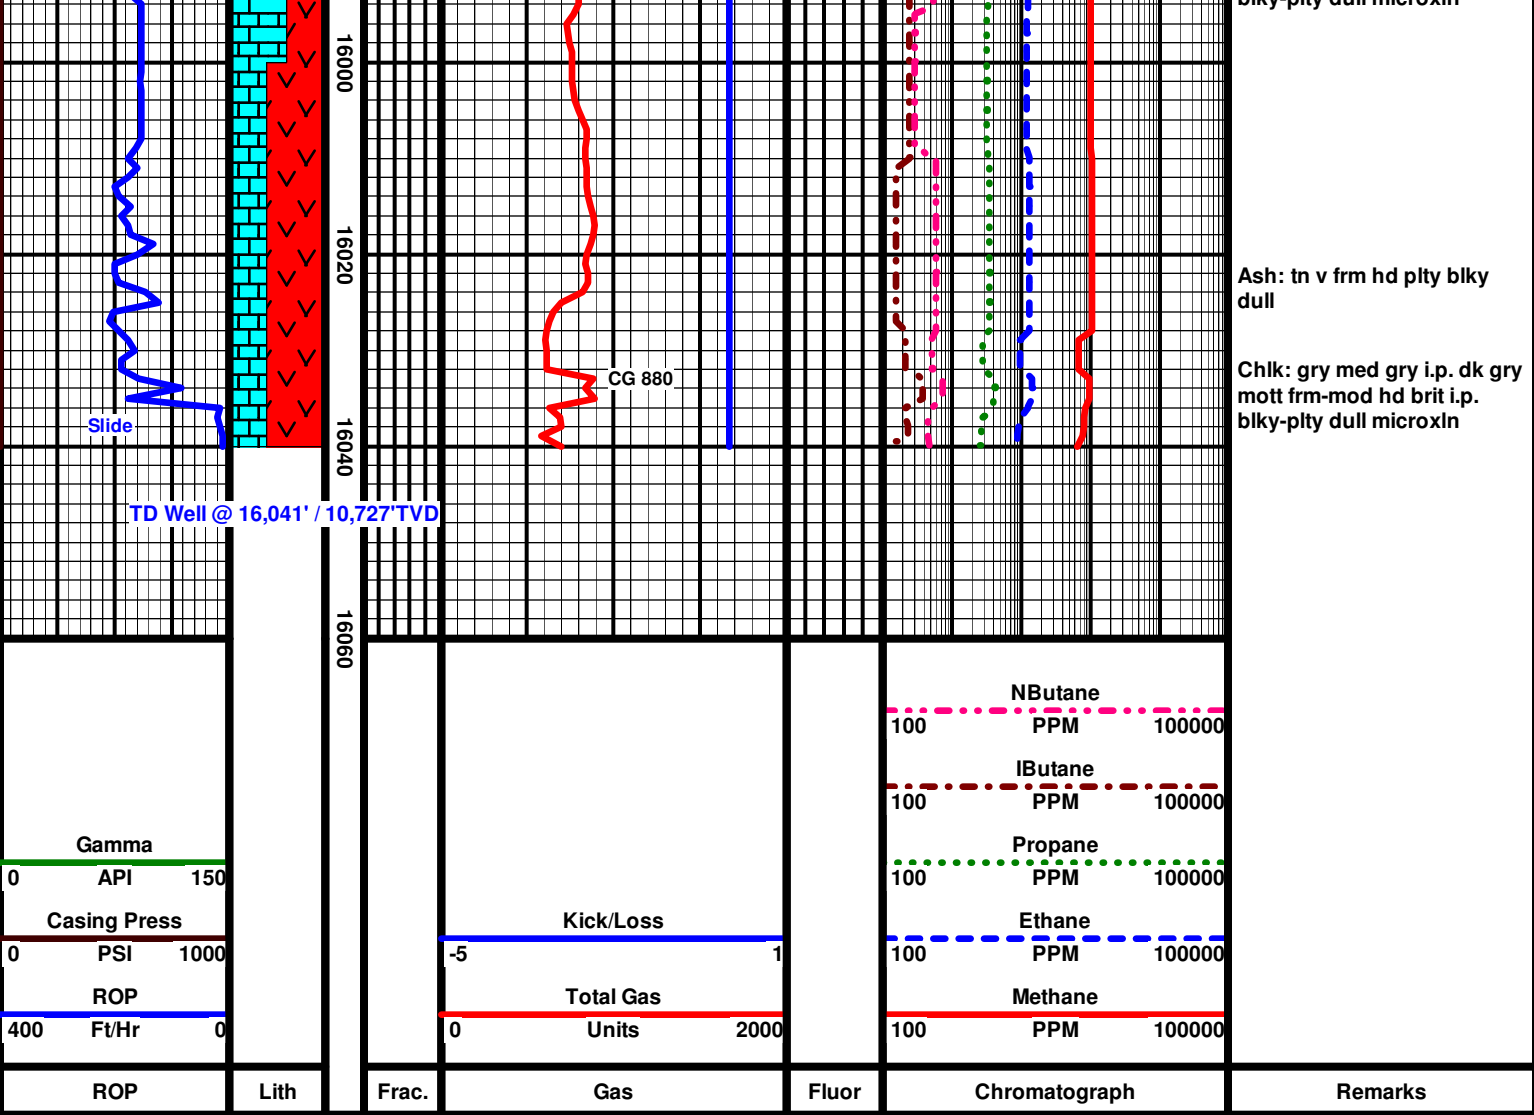 blky-plty dull microxln
16000
16020
Ash: tn v frm hd plty blky
dull
CG 880
Chlk: gry med gry i.p. dk gry
mott frm-mod hd brit i.p.
blky-plty dull microxln
Slide
16040
TD Well @ 16,041' / 10,727'TVD
16060
NButane
100 PPM 100000
IButane
100 PPM 100000
Gamma
0 API 150
Propane
100 PPM 100000
Casing Press
0 PSI 1000
Kick/Loss
-5 1
Ethane
100 PPM 100000
ROP
400 Ft/Hr 0
Total Gas
0 Units 2000
Methane
100 PPM 100000
ROP Lith Frac. Gas Fluor Chromatograph Remarks